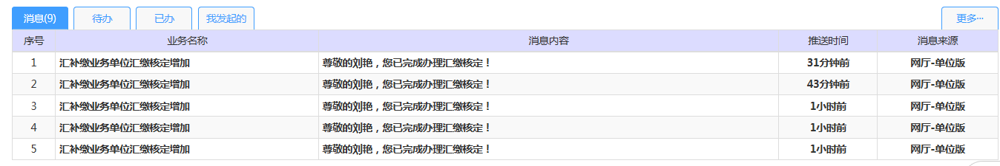 消息(9) 待办 已办 我发起的 更多···
序号 业务名称 消息内容 推送时间 消息来源
1 汇补缴业务单位汇缴核定增加 尊敬的刘艳，您已完成办理汇缴核定！ 31分钟前 网厅-单位版
2 汇补缴业务单位汇缴核定增加 尊敬的刘艳，您已完成办理汇缴核定！ 43分钟前 网厅-单位版
3 汇补缴业务单位汇缴核定增加 尊敬的刘艳，您已完成办理汇缴核定！ 1小时前 网厅-单位版
4 汇补缴业务单位汇缴核定增加 尊敬的刘艳，您已完成办理汇缴核定！ 1小时前 网厅-单位版
5 汇补缴业务单位汇缴核定增加 尊敬的刘艳，您已完成办理汇缴核定！ 1小时前 网厅-单位版